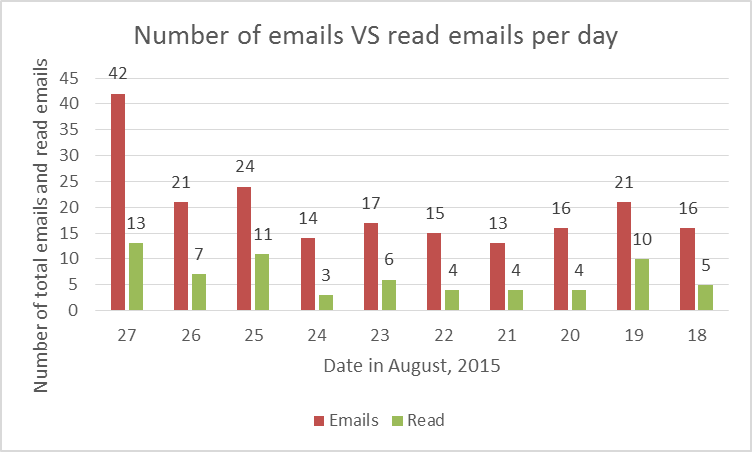 Number of emails VS read emails per day
Number of total emails and read emails
45
40
35
30
25
20
15
10
5
0
42 13 21 7 24 11 14 3 17 6 15 4 13 4 16 4 21 10 16 5
27 26 25 24 23 22 21 20 19 18
Date in August, 2015
Emails Read